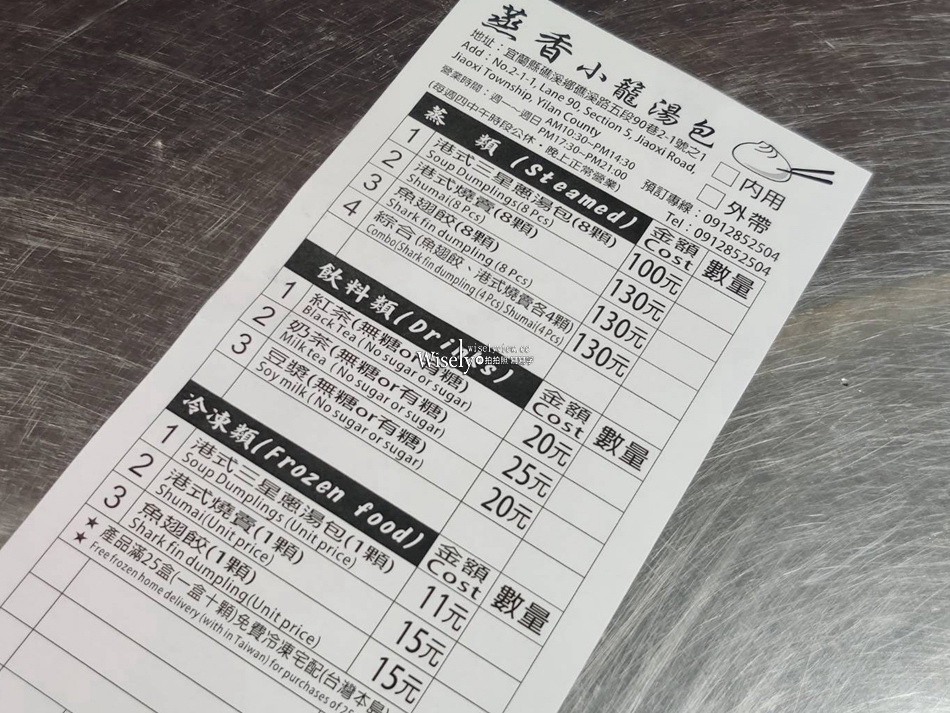 蒸香小籠湯包
地址：宜蘭縣礁溪鄉礁溪路五段90巷2-1號之1
Add：No.2-1-1, Lane 90, Section 5, Jiaoxi Road,
Jiaoxi Township, Yilan County
營業時間：週一~週日 AM10:30~PM14:30
PM17:30~PM21:00
(每週四中午時段公休，晚上正常營業)
內用
外帶
預訂專線：0912852504
Tel：0912852504
蒸 類 (Steamed) 金額 Cost 數量
1 港式三星蔥湯包(8顆) 100元
Soup Dumplings(8 Pcs)
2 港式燒賣(8顆) 130元
Shumai(8 Pcs)
3 魚翅餃(8顆) 130元
Shark fin dumpling (8 Pcs)
4 綜合(魚翅餃、港式燒賣各4顆) 130元
Combo(Shark fin dumpling (4 Pcs) Shumai(4 Pcs)
飲料類(Drinks) 金額 Cost 數量
1 紅茶(無糖or有糖) 20元
Black Tea (No sugar or sugar)
2 奶茶(無糖or有糖) 25元
Milk tea (No sugar or sugar)
3 豆漿(無糖or有糖) 20元
Soy milk (No sugar or sugar)
冷凍類(Frozen food) 金額 Cost 數量
1 港式三星蔥湯包(1顆) 11元
Soup Dumplings (Unit price)
2 港式燒賣(1顆) 15元
Shumai(Unit price)
3 魚翅餃(1顆) 15元
Shark fin dumpling(Unit price)
★ 產品滿25盒(一盒十顆)免費冷凍宅配(台灣本島
★ Free frozen home delivery (with in Taiwan) for purchases of 25
wiselyview.cc
Wisely
拍拍照